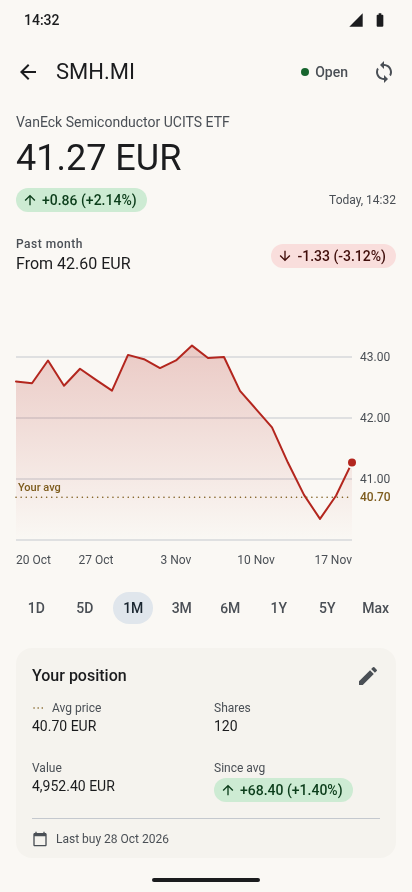 14:32
SMH.MI
Open
VanEck Semiconductor UCITS ETF
41.27 EUR
+0.86 (+2.14%)
Today, 14:32
Past month
From 42.60 EUR
-1.33 (-3.12%)
43.00
42.00
41.00
Your avg
40.70
20 Oct 27 Oct 3 Nov 10 Nov 17 Nov
1D 5D 1M 3M 6M 1Y 5Y Max
Your position
Avg price
Shares
40.70 EUR
120
Value
Since avg
4,952.40 EUR
+68.40 (+1.40%)
Last buy 28 Oct 2026